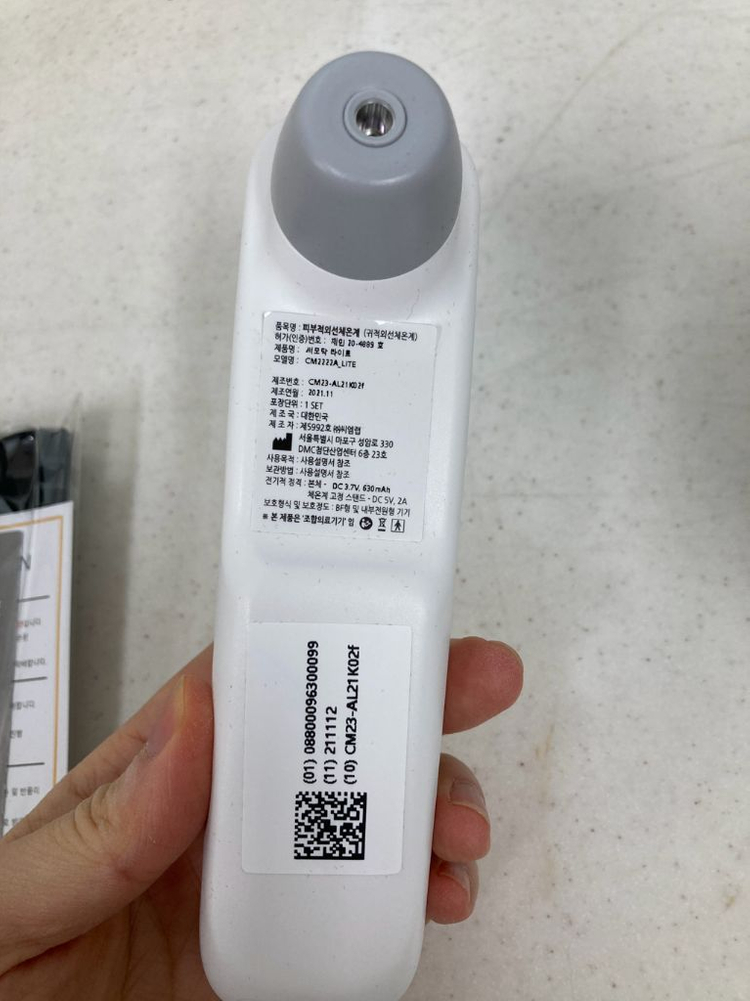 품목명 : 피부적외선체온계 (귀적외선체온계)
허가(인증)번호 : 제인 20-4899 호
제품명 : 써모락 라이트
모델명 : CM2222A_LITE
제조번호 : CM23-AL21K02f
제조연월 : 2021.11
포장단위 : 1 SET
제 조 국 : 대한민국
제 조 자 : 제5992호 ㈜씨엠랩
서울특별시 마포구 성암로 330
DMC첨단산업센터 6층 23호
사용목적 : 사용설명서 참조
보관방법 : 사용설명서 참조
전기적 정격 : 본체 - DC 3.7V, 630mAh
체온계 고정 스탠드 - DC 5V, 2A
보호형식 및 보호정도 : BF형 및 내부전원형 기기
※ 본 제품은 '조합의료기기' 임
(01) 08800096300099
(11) 211112
(10) CM23-AL21K02f
N